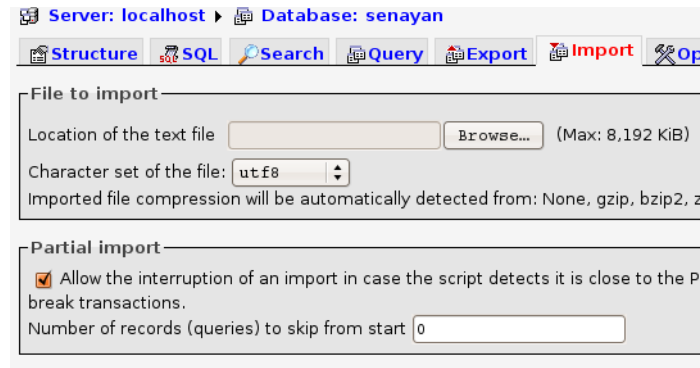 Server: localhost ▸ Database: senayan
Structure SQL Search Query Export Import Op
File to import
Location of the text file Browse... (Max: 8,192 KiB)
Character set of the file: utf8
Imported file compression will be automatically detected from: None, gzip, bzip2, z
Partial import
Allow the interruption of an import in case the script detects it is close to the P
break transactions.
Number of records (queries) to skip from start 0